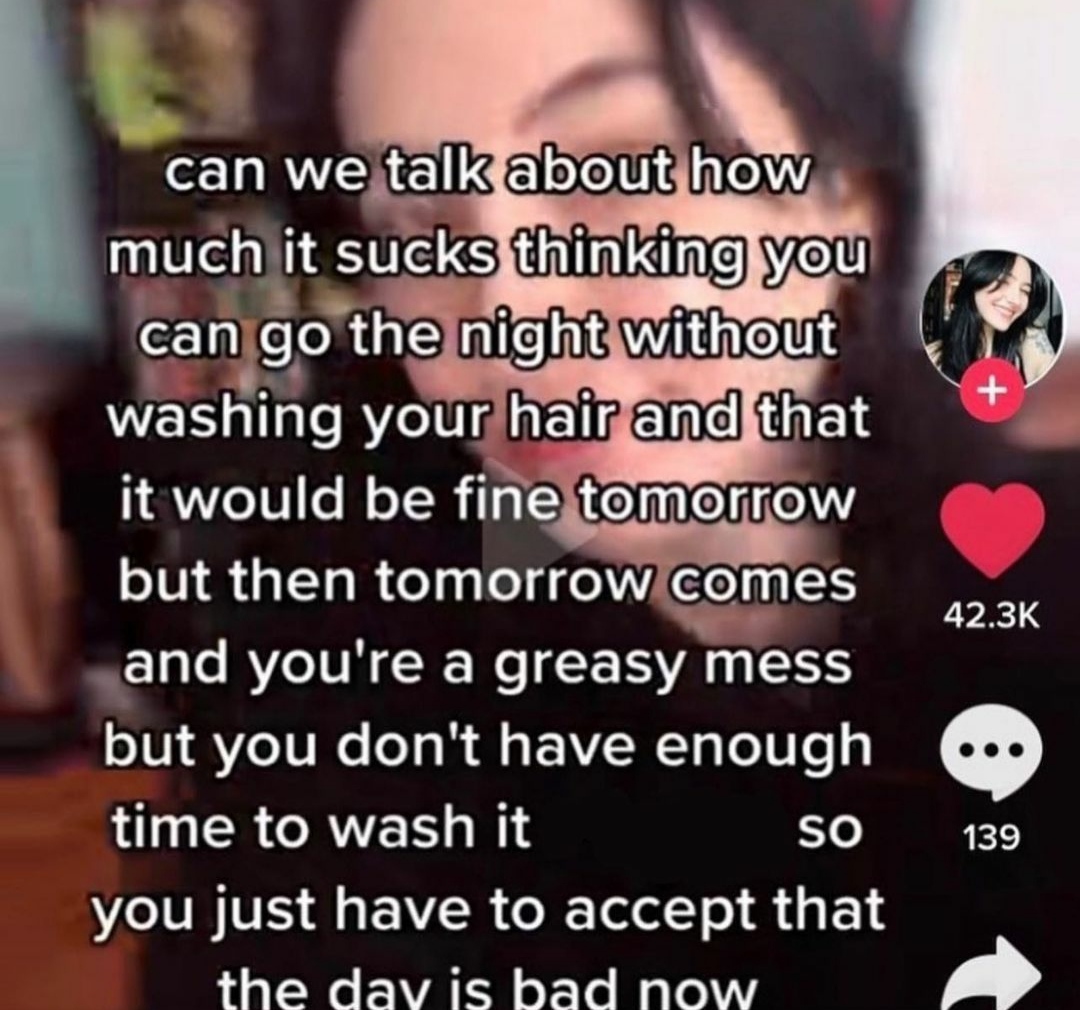 can we talk about how
much it sucks thinking you
can go the night without
washing your hair and that
it would be fine tomorrow
but then tomorrow comes
and you're a greasy mess
but you don't have enough
time to wash it so
you just have to accept that
the day is bad now
42.3K
139